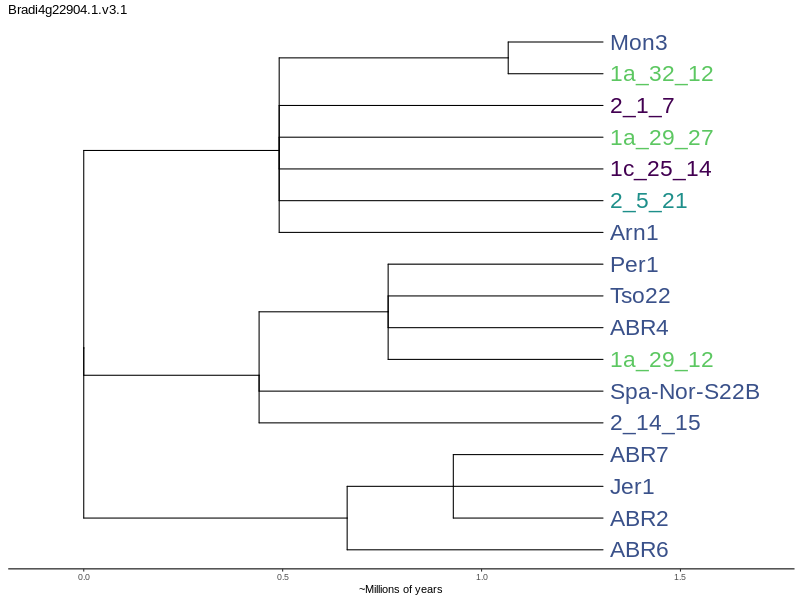 Bradi4g22904.1.v3.1
Mon3
1a_32_12
2_1_7
1a_29_27
1c_25_14
2_5_21
Arn1
Per1
Tso22
ABR4
1a_29_12
Spa-Nor-S22B
2_14_15
ABR7
Jer1
ABR2
ABR6
0.0 0.5 1.0 1.5
~Millions of years